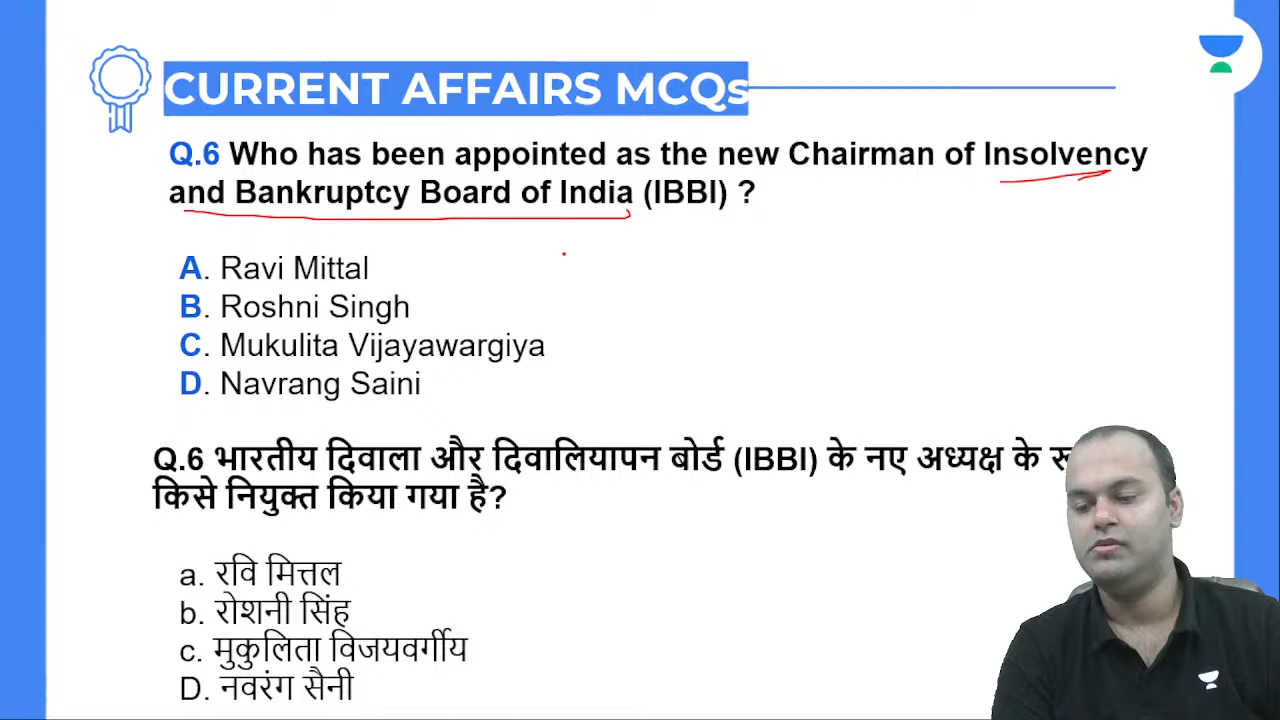 CURRENT AFFAIRS MCQs
Q.6 Who has been appointed as the new Chairman of Insolvency
and Bankruptcy Board of India (IBBI) ?
A. Ravi Mittal
B. Roshni Singh
C. Mukulita Vijayawargiya
D. Navrang Saini
Q.6 भारतीय दिवाला और दिवालियापन बोर्ड (IBBI) के नए अध्यक्ष के
किसे नियुक्त किया गया है?
a. रवि मित्तल
b. रोशनी सिंह
c. मुकुलिता विजयवर्गीय
D. नवरंग सैनी